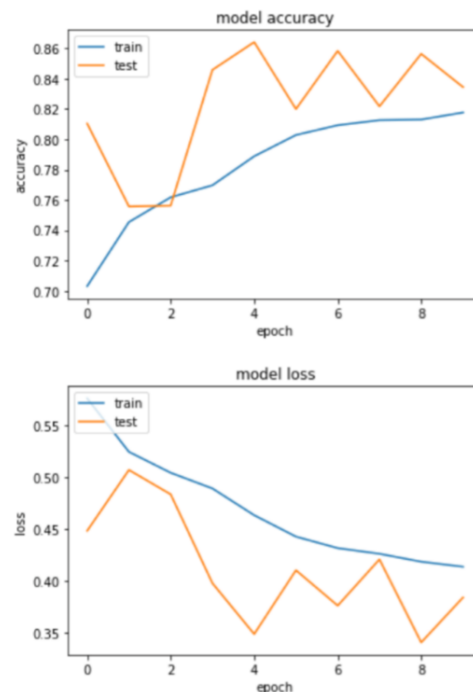 model accuracy
train
test
0.86
0.84
0.82
0.80
0.78
0.76
0.74
0.72
0.70
accuracy
0 2 4 6 8
epoch
model loss
train
test
0.55
0.50
0.45
0.40
0.35
loss
0 2 4 6 8
epoch